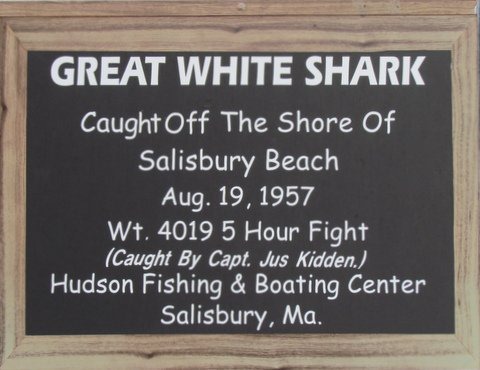 GREAT WHITE SHARK
Caught Off The Shore Of
Salisbury Beach
Aug. 19, 1957
Wt. 4019 5 Hour Fight
(Caught By Capt. Jus Kidden.)
Hudson Fishing & Boating Center
Salisbury, Ma.